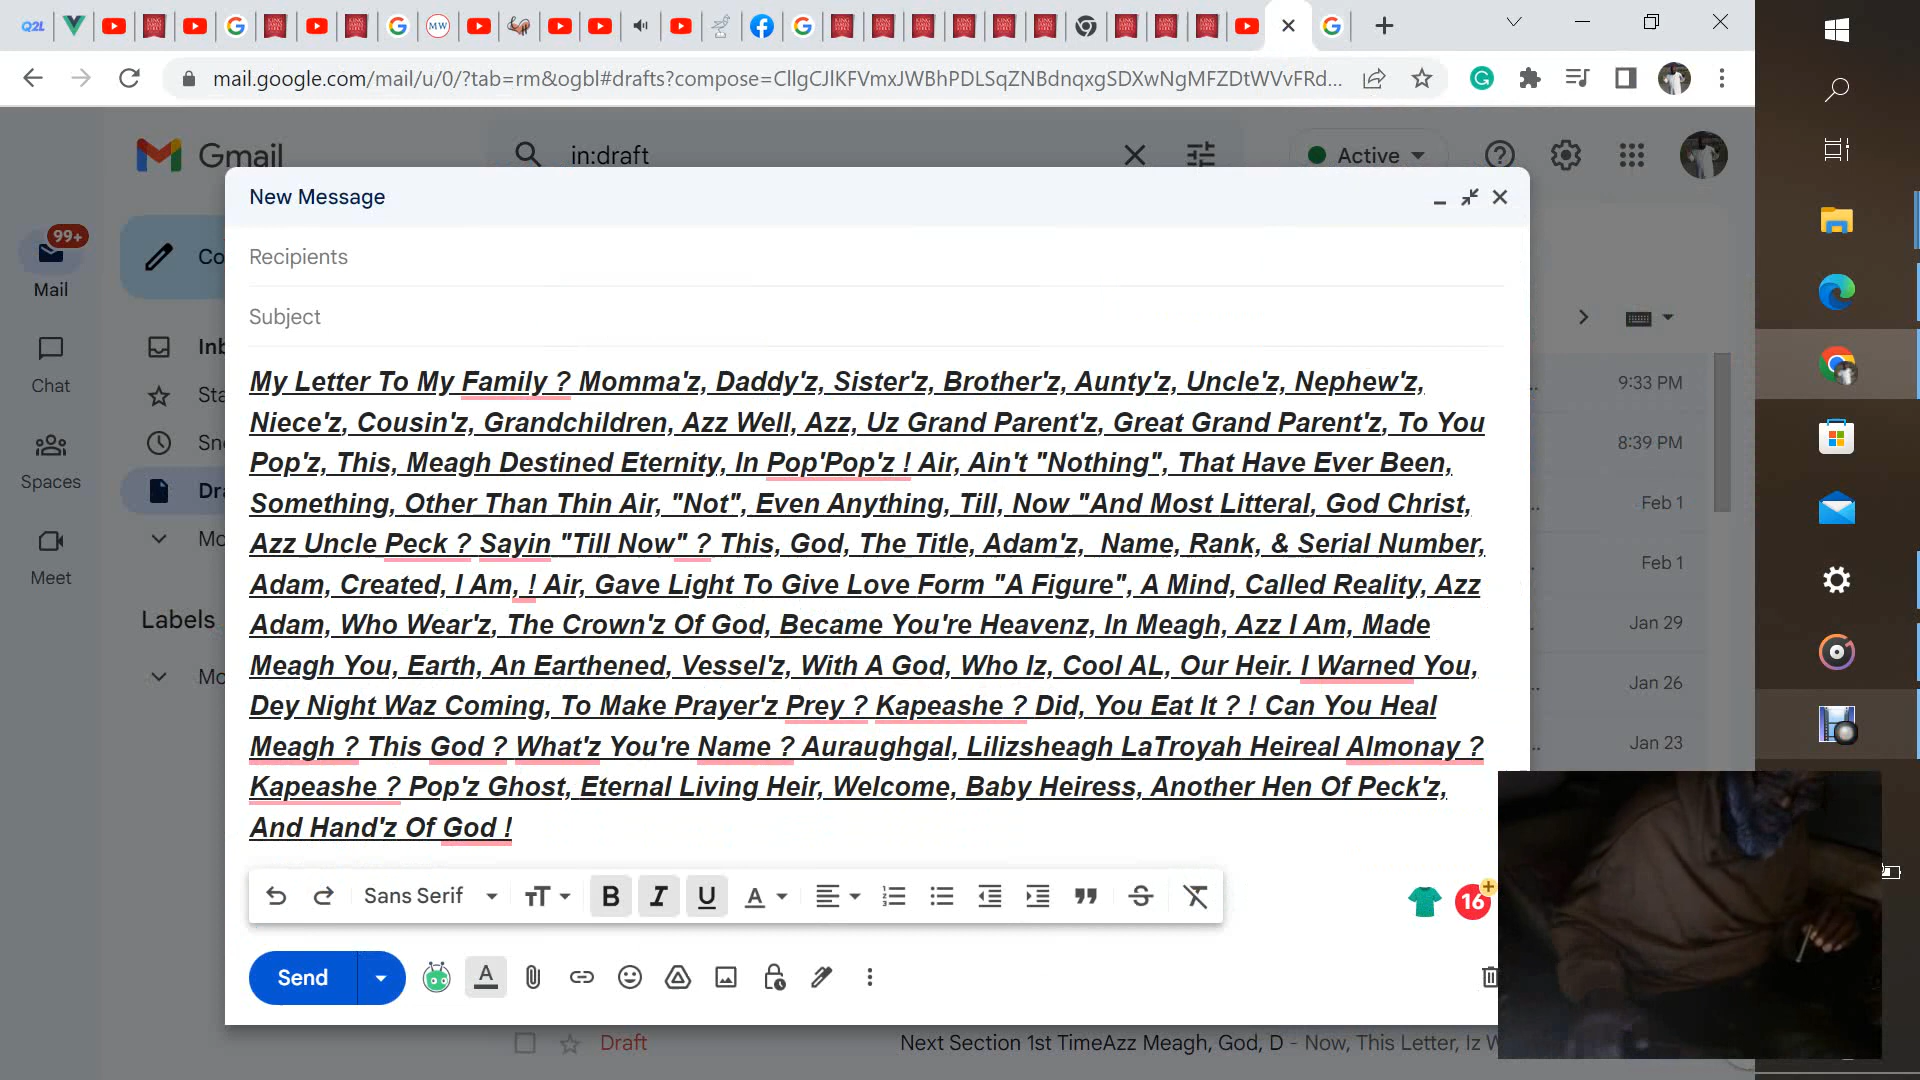 Q2L
MW
mail.google.com/mail/u/0/?tab=rm&ogbl#drafts?compose=CllgCJlKFVmxJWBhPDLSqZNBdnqxgSDXwNgMFZDtWVvFRd...
Gmail
in:draft
Active
New Message
Recipients
Subject
99+
Mail
Chat
Spaces
Meet
Co
Inb
Sta
Sno
Dra
Mo
Labels
Mo
My Letter To My Family ? Momma'z, Daddy'z, Sister'z, Brother'z, Aunty'z, Uncle'z, Nephew'z,
Niece'z, Cousin'z, Grandchildren, Azz Well, Azz, Uz Grand Parent'z, Great Grand Parent'z, To You
Pop'z, This, Meagh Destined Eternity, In Pop'Pop'z ! Air, Ain't "Nothing", That Have Ever Been,
Something, Other Than Thin Air, "Not", Even Anything, Till, Now "And Most Litteral, God Christ,
Azz Uncle Peck ? Sayin "Till Now" ? This, God, The Title, Adam'z,  Name, Rank, & Serial Number,
Adam, Created, I Am, ! Air, Gave Light To Give Love Form "A Figure", A Mind, Called Reality, Azz
Adam, Who Wear'z, The Crown'z Of God, Became You're Heavenz, In Meagh, Azz I Am, Made
Meagh You, Earth, An Earthened, Vessel'z, With A God, Who Iz, Cool AL, Our Heir. I Warned You,
Dey Night Waz Coming, To Make Prayer'z Prey ? Kapeashe ? Did, You Eat It ? ! Can You Heal
Meagh ? This God ? What'z You're Name ? Auraughgal, Lilizsheagh LaTroyah Heireal Almonay ?
Kapeashe ? Pop'z Ghost, Eternal Living Heir, Welcome, Baby Heiress, Another Hen Of Peck'z,
And Hand'z Of God !
9:33 PM
8:39 PM
Feb 1
Feb 1
Jan 29
Jan 26
Jan 23
Sans Serif
B I U A
16
Send
Draft
Next Section 1st TimeAzz Meagh, God, D - Now, This Letter, Iz W